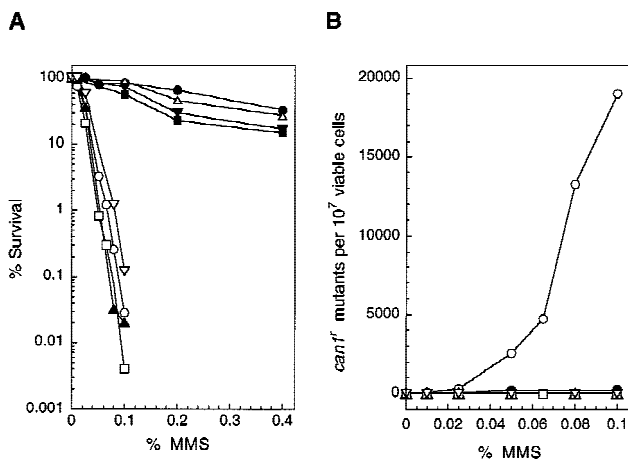 A
B
100
10
1
0.1
0.01
0.001
% Survival
0 0.1 0.2 0.3 0.4
% MMS
20000
15000
10000
5000
0
can1ʳ mutants per 10⁷ viable cells
0 0.02 0.04 0.06 0.08 0.1
% MMS